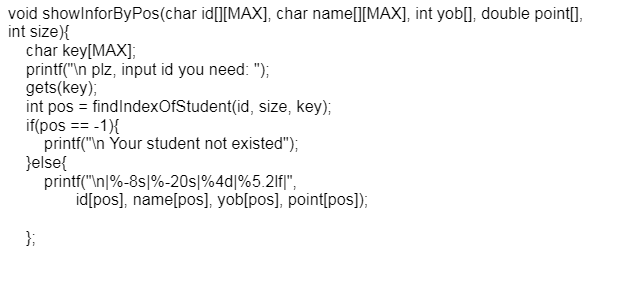 void showInforByPos(char id[][MAX], char name[][MAX], int yob[], double point[],
int size){
char key[MAX];
printf("\n plz, input id you need: ");
gets(key);
int pos = findIndexOfStudent(id, size, key);
if(pos == -1){
printf("\n Your student not existed");
}else{
printf("\n|%-8s|%-20s|%4d|%5.2lf|",
id[pos], name[pos], yob[pos], point[pos]);
};